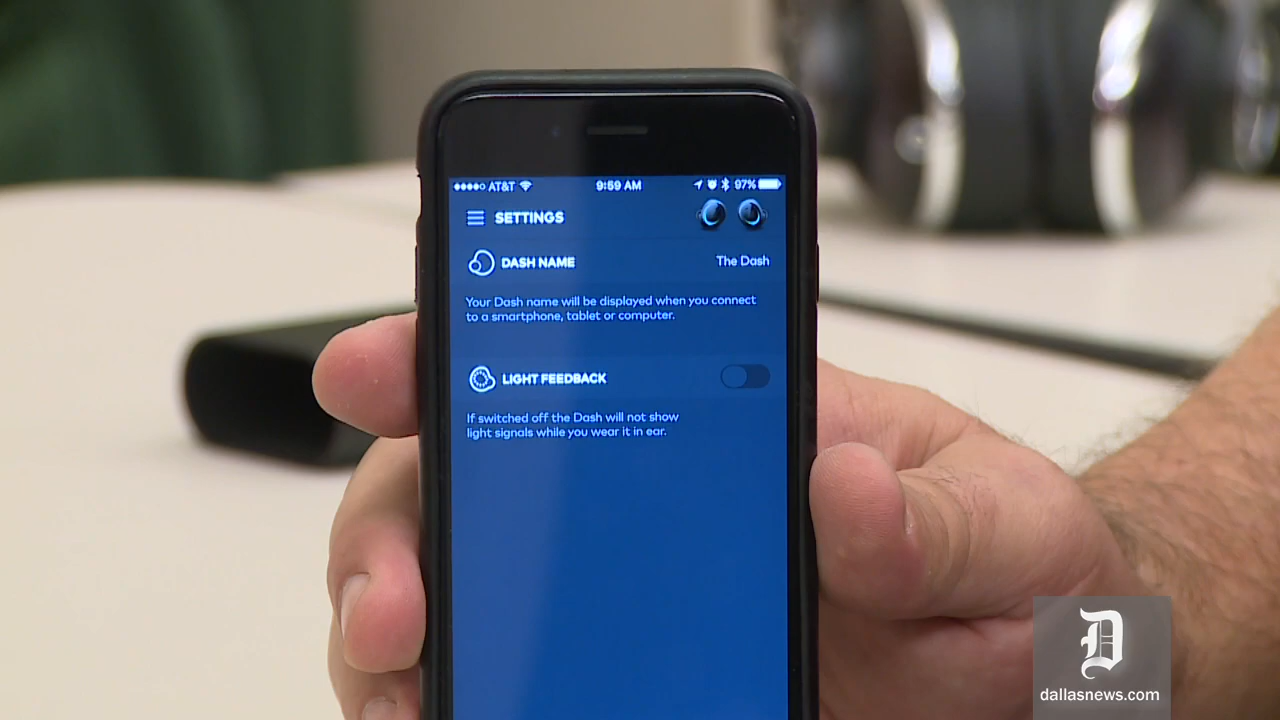 AT&T 9:59 AM 97%
SETTINGS
DASH NAME The Dash
Your Dash name will be displayed when you connect
to a smartphone, tablet or computer.
LIGHT FEEDBACK
If switched off the Dash will not show
light signals while you wear it in ear.
D
dallasnews.com